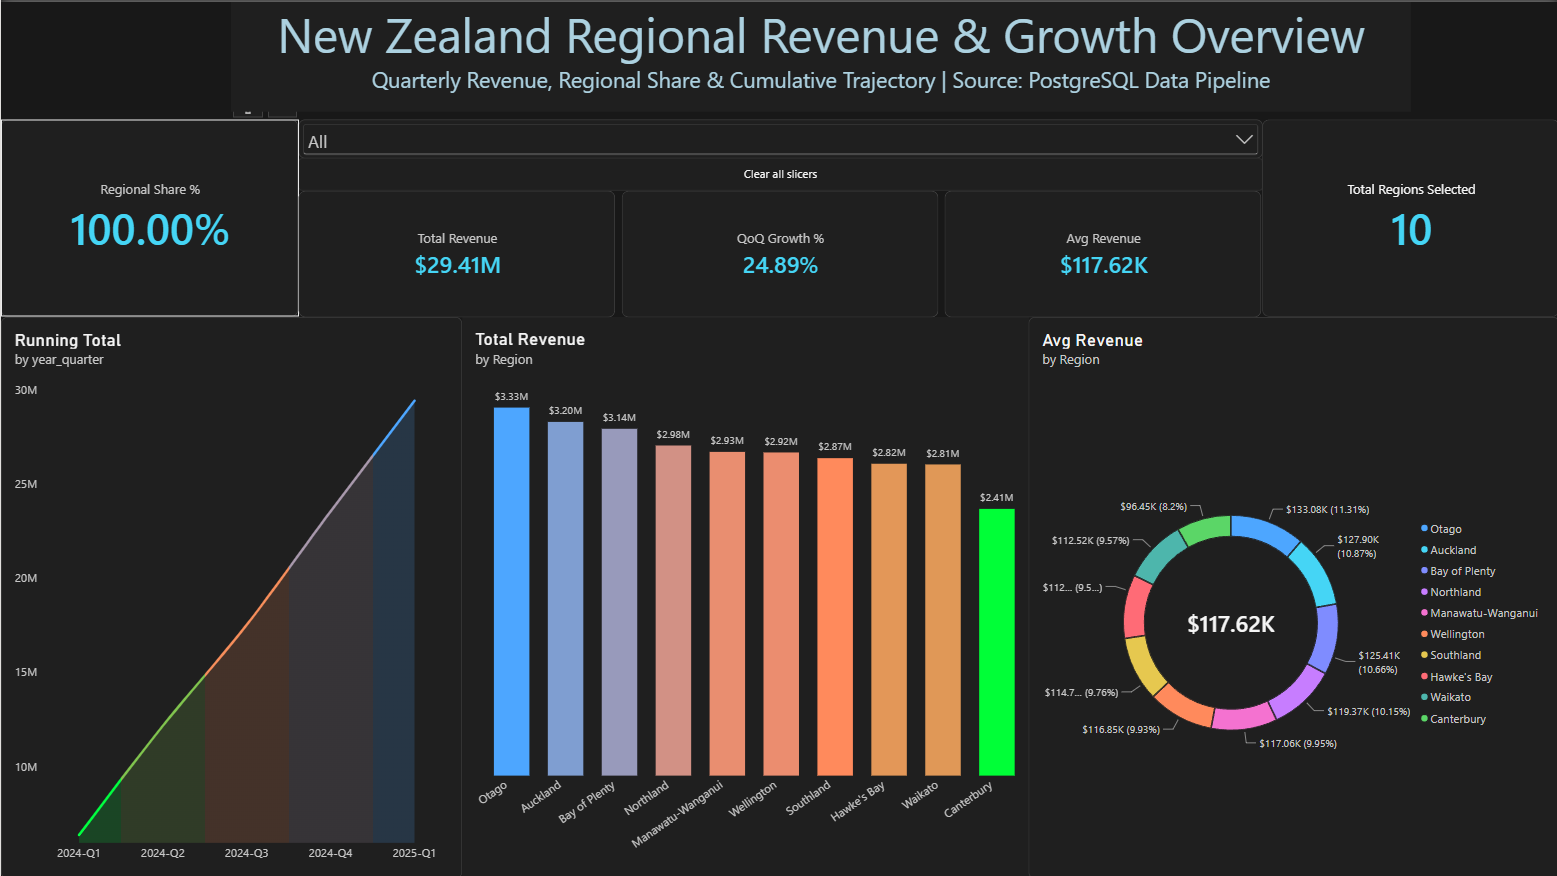 New Zealand Regional Revenue & Growth Overview
Quarterly Revenue, Regional Share & Cumulative Trajectory | Source: PostgreSQL Data Pipeline
Regional Share %
100.00%
All
Clear all slicers
Total Revenue
$29.41M
QoQ Growth %
24.89%
Avg Revenue
$117.62K
Total Regions Selected
10
Running Total
by year_quarter
30M
25M
20M
15M
10M
2024-Q1
2024-Q2
2024-Q3
2024-Q4
2025-Q1
Total Revenue
by Region
$3.33M
$3.20M
$3.14M
$2.98M
$2.93M
$2.92M
$2.87M
$2.82M
$2.81M
$2.41M
Otago
Auckland
Bay of Plenty
Northland
Manawatu-Wanganui
Wellington
Southland
Hawke's Bay
Waikato
Canterbury
Avg Revenue
by Region
$96.45K (8.2%)
$133.08K (11.31%)
$112.52K (9.57%)
$127.90K
(10.87%)
112... (9.5...)
$125.41K
(10.66%)
$114.7... (9.76%)
$119.37K (10.15%)
$116.85K (9.93%)
$117.06K (9.95%)
$117.62K
Otago
Auckland
Bay of Plenty
Northland
Manawatu-Wanganui
Wellington
Southland
Hawke's Bay
Waikato
Canterbury